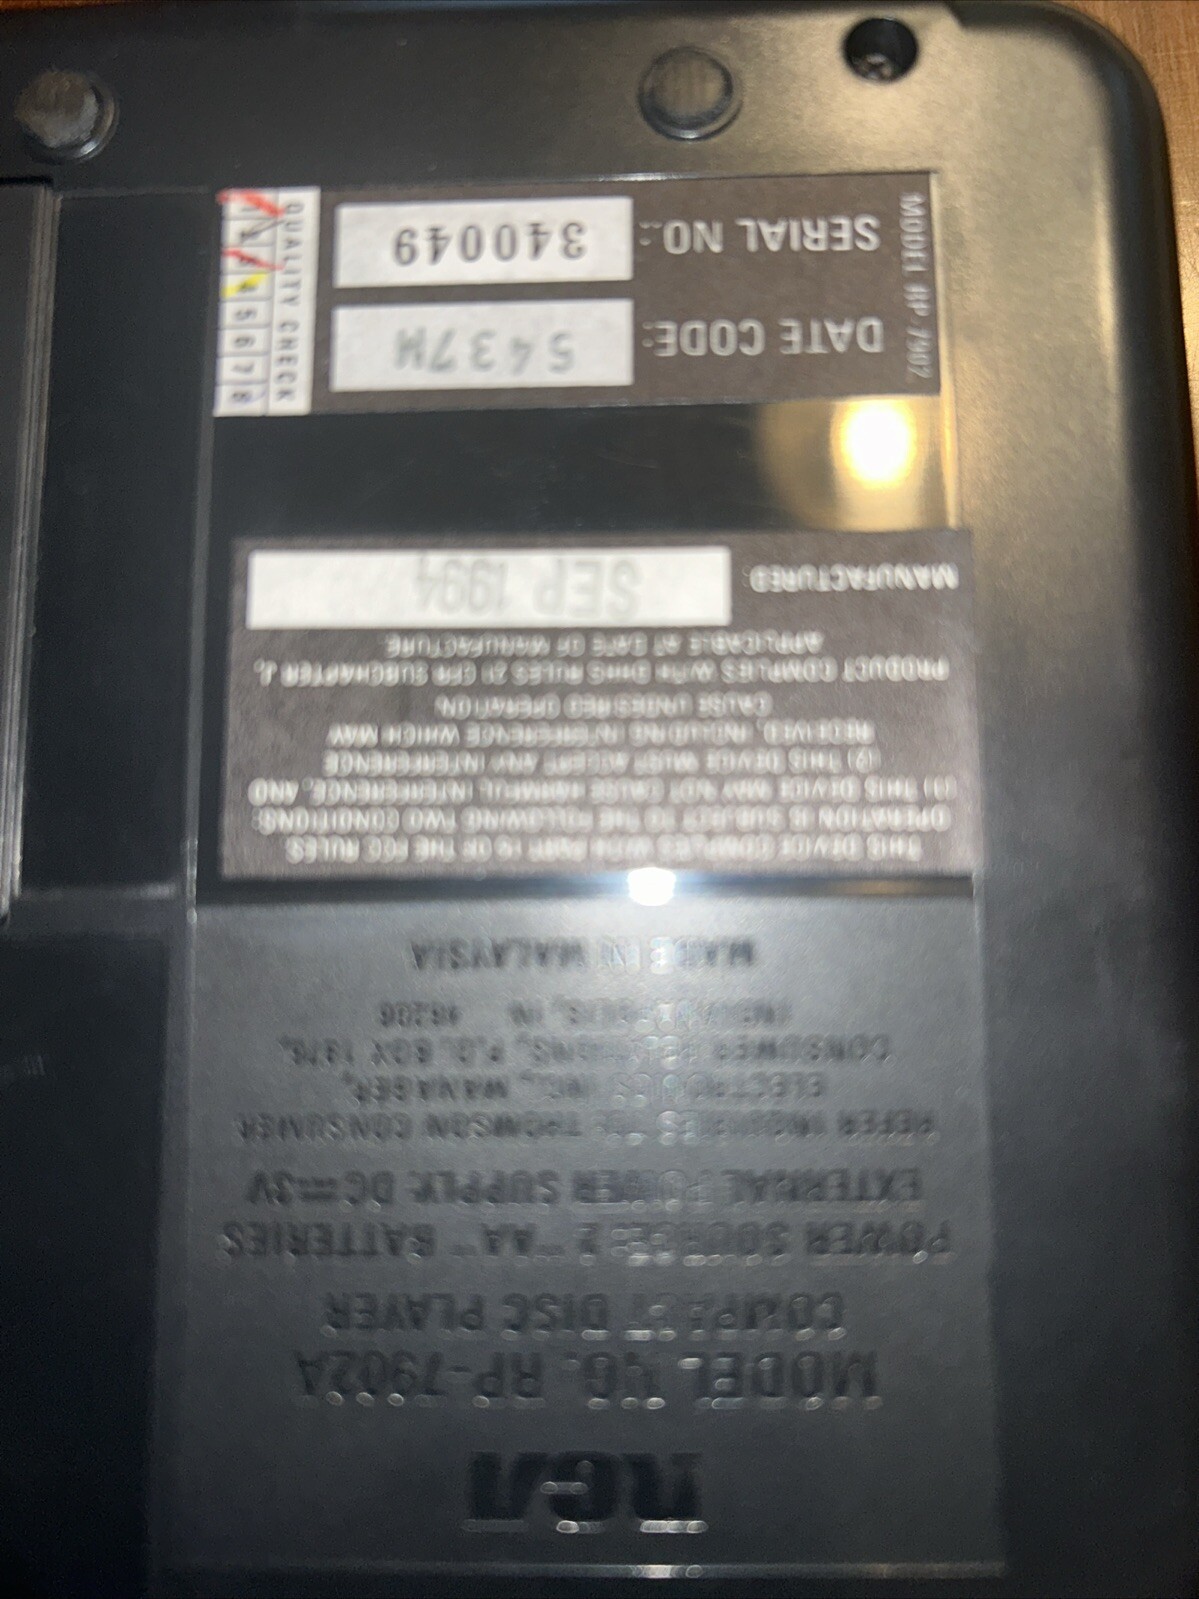 RCA
MODEL NO. RP-7902A
COMPACT DISC PLAYER
POWER SOURCE: 2 "AA" BATTERIES
EXTERNAL POWER SUPPLY: DC⎓3V
REFER INQUIRIES TO: THOMSON CONSUMER
ELECTRONICS INC., MANAGER,
CONSUMER RELATIONS, P.O. BOX 1976,
INDIANAPOLIS, IN 46206
MADE IN MALAYSIA
THIS DEVICE COMPLIES WITH PART 15 OF THE FCC RULES.
OPERATION IS SUBJECT TO THE FOLLOWING TWO CONDITIONS:
(1) THIS DEVICE MAY NOT CAUSE HARMFUL INTERFERENCE, AND
(2) THIS DEVICE MUST ACCEPT ANY INTERFERENCE
RECEIVED, INCLUDING INTERFERENCE WHICH MAY
CAUSE UNDESIRED OPERATION.
PRODUCT COMPLIES WITH DHHS RULES 21 CFR SUBCHAPTER J,
APPLICABLE AT DATE OF MANUFACTURE.
MANUFACTURED: SEP 1994
MODEL RP-7902
DATE CODE: 5437M
SERIAL NO.: 340049
QUALITY CHECK
1 2 3 4 5 6 7 8